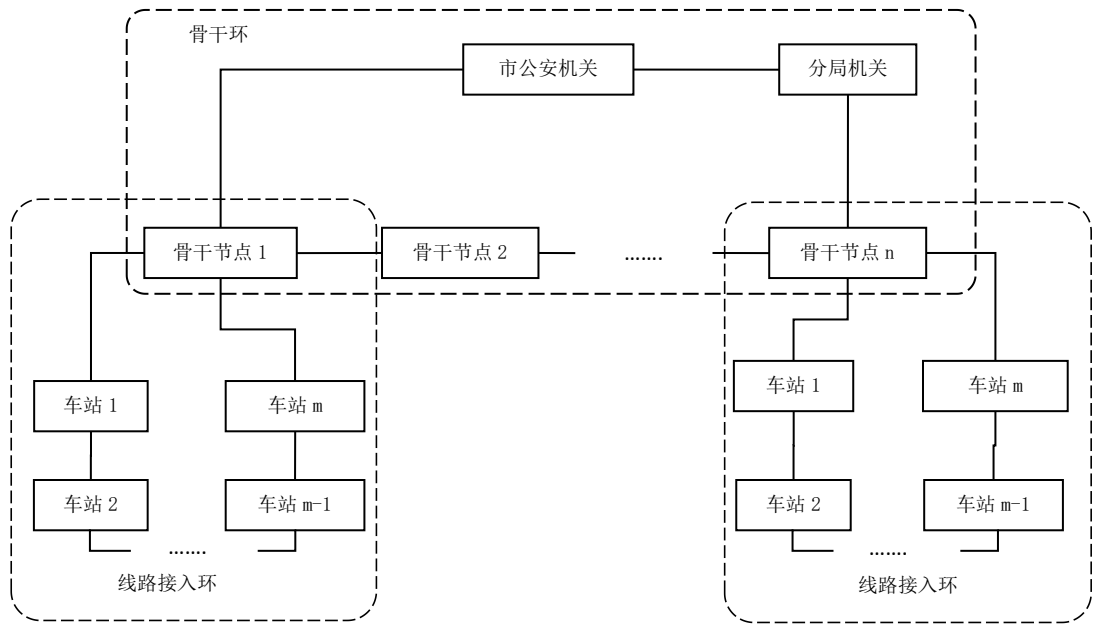 骨干环
市公安机关
分局机关
骨干节点 1
骨干节点 2
…….
骨干节点 n
车站 1
车站 m
车站 1
车站 m
车站 2
车站 m-1
车站 2
车站 m-1
…….
…….
线路接入环
线路接入环